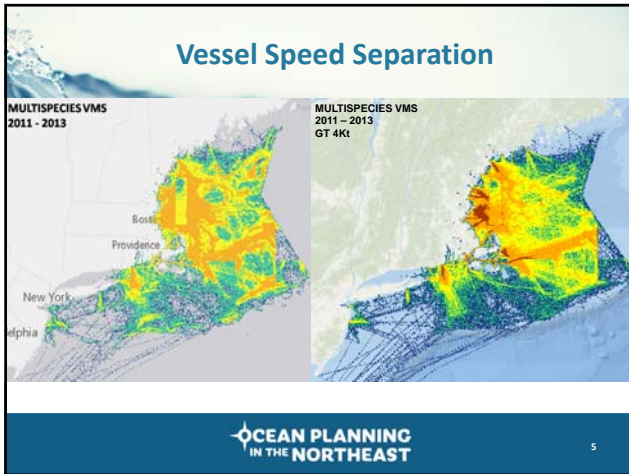 Vessel Speed Separation
MULTISPECIES VMS
2011 - 2013
MULTISPECIES VMS
2011 – 2013
GT 4Kt
Providence
New York
elphia
OCEAN PLANNING
IN THE NORTHEAST
5